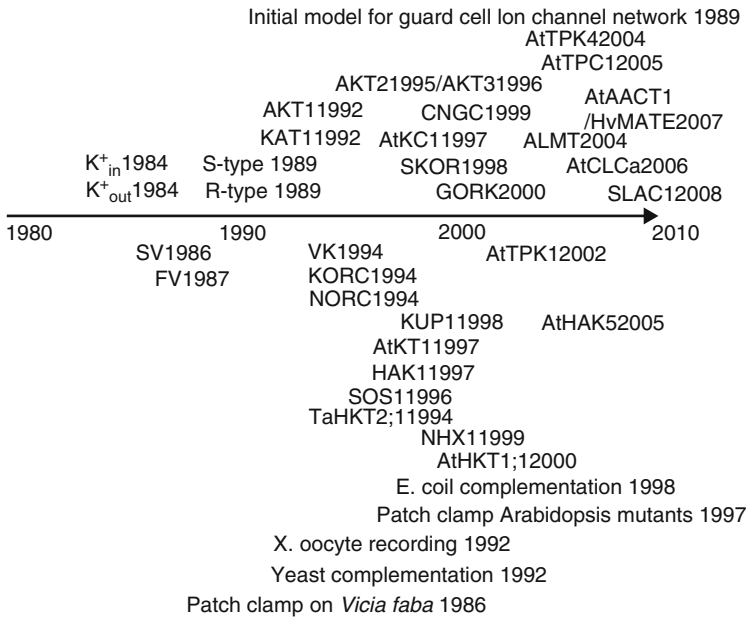 Initial model for guard cell Ion channel network 1989
AtTPK42004
AtTPC12005
AKT21995/AKT31996
AtAACT1
/HvMATE2007
AKT11992
CNGC1999
KAT11992
AtKC11997
ALMT2004
K⁺in1984
S-type 1989
SKOR1998
AtCLCa2006
K⁺out1984
R-type 1989
GORK2000
SLAC12008
1980
1990
2000
2010
SV1986
VK1994
AtTPK12002
FV1987
KORC1994
NORC1994
KUP11998
AtHAK52005
AtKT11997
HAK11997
SOS11996
TaHKT2;11994
NHX11999
AtHKT1;12000
E. coil complementation 1998
Patch clamp Arabidopsis mutants 1997
X. oocyte recording 1992
Yeast complementation 1992
Patch clamp on Vicia faba 1986